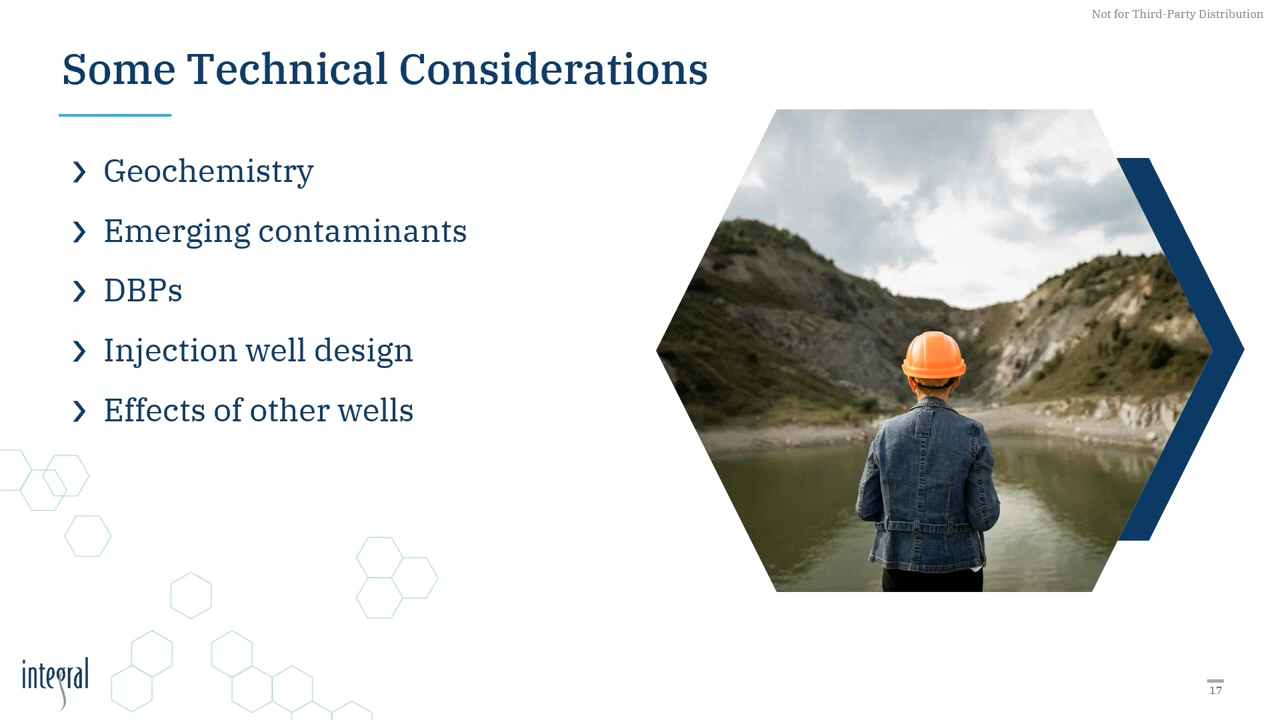 Not for Third-Party Distribution
Some Technical Considerations
› Geochemistry
› Emerging contaminants
› DBPs
› Injection well design
› Effects of other wells
integral
17